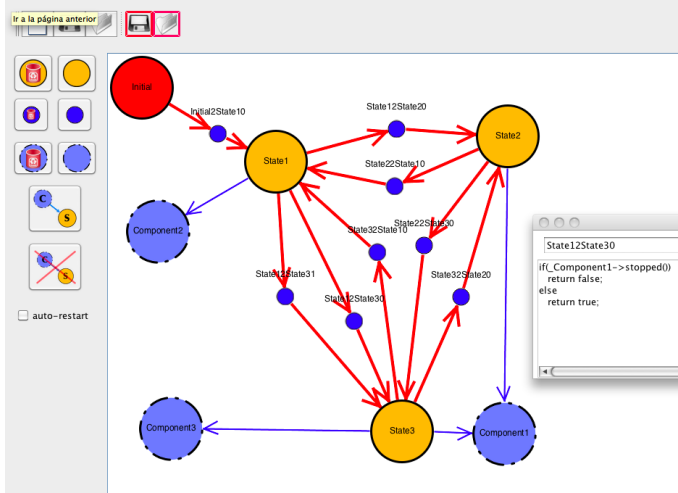 Ir a la página anterior
Initial
Initial2State10
State12State20
State2
State1
State22State10
Component2
State32State10
State22State30
State12State30
if(_Component1->stopped())
return false;
else
return true;
State12State31
State12State30
State32State20
C
S
C
S
auto-restart
Component3
State3
Component1